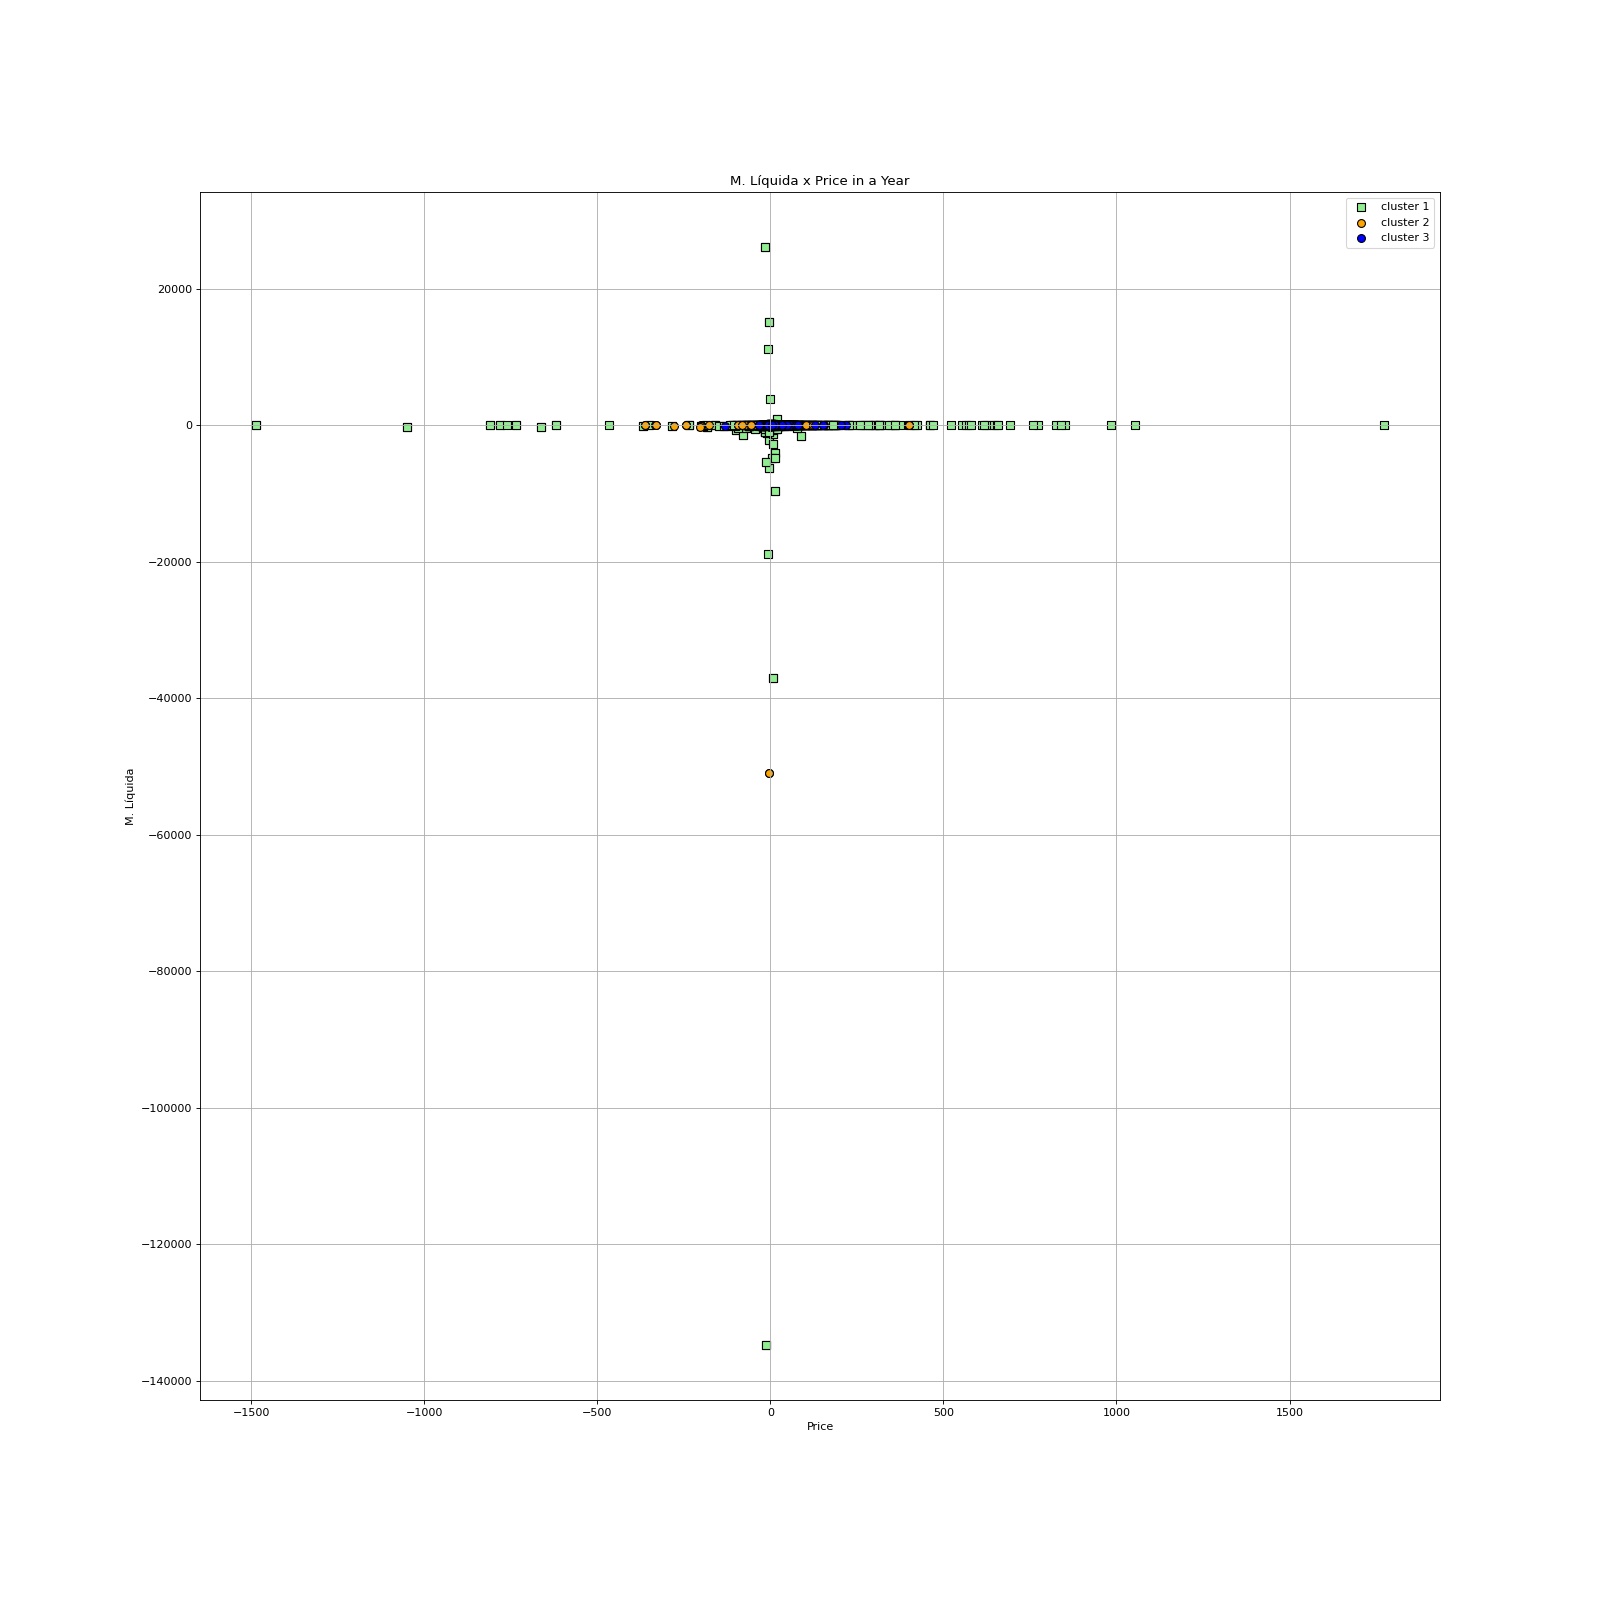 M. Líquida x Price in a Year
cluster 1
cluster 2
cluster 3
20000
0
−20000
−40000
−60000
−80000
−100000
−120000
−140000
M. Líquida
−1500
−1000
−500
0
500
1000
1500
Price